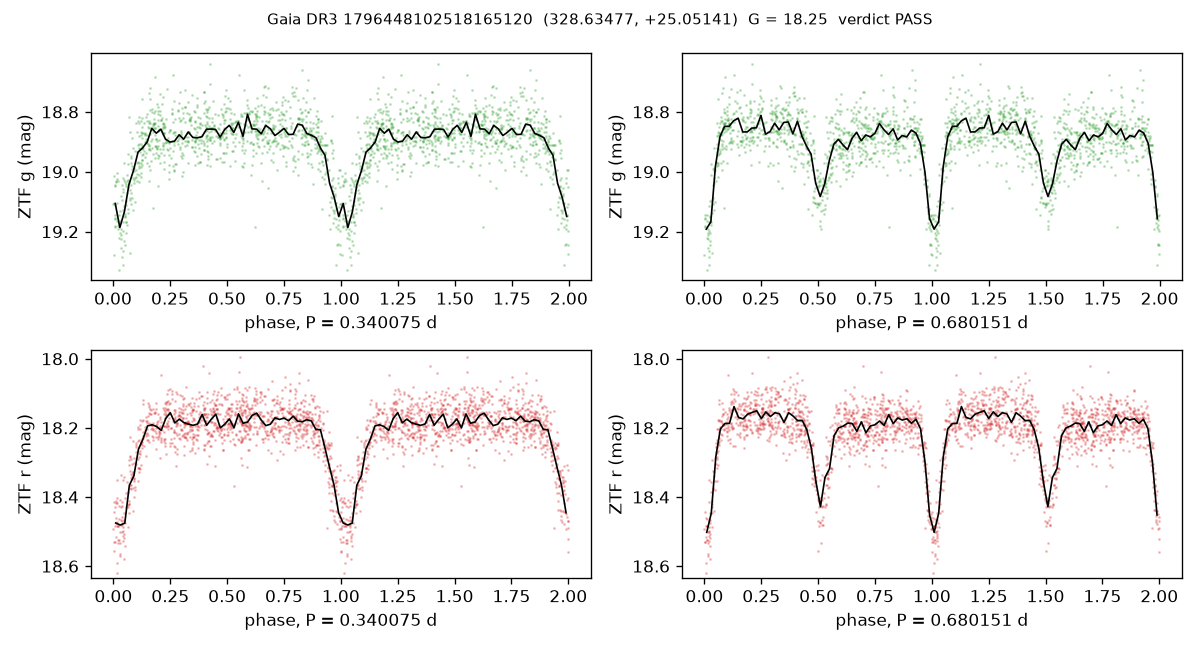 Gaia DR3 1796448102518165120  (328.63477, +25.05141)  G = 18.25  verdict PASS
ZTF g (mag)
18.8
19.0
19.2
0.00 0.25 0.50 0.75 1.00 1.25 1.50 1.75 2.00
phase, P = 0.340075 d
ZTF g (mag)
18.8
19.0
19.2
0.00 0.25 0.50 0.75 1.00 1.25 1.50 1.75 2.00
phase, P = 0.680151 d
ZTF r (mag)
18.0
18.2
18.4
18.6
0.00 0.25 0.50 0.75 1.00 1.25 1.50 1.75 2.00
phase, P = 0.340075 d
ZTF r (mag)
18.0
18.2
18.4
18.6
0.00 0.25 0.50 0.75 1.00 1.25 1.50 1.75 2.00
phase, P = 0.680151 d